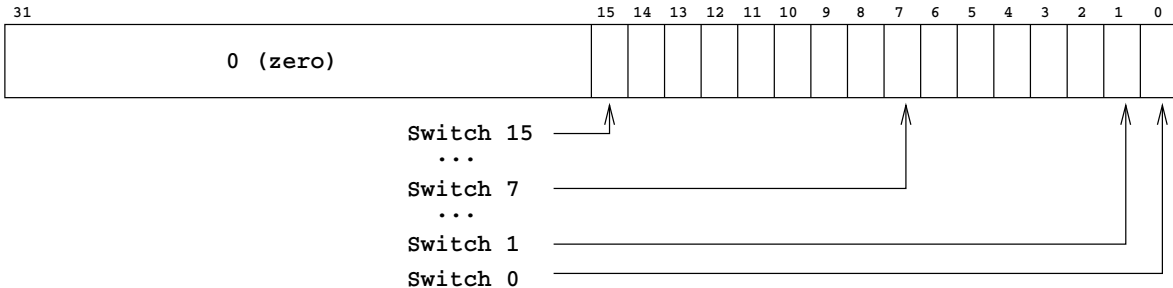 31 15 14 13 12 11 10 9 8 7 6 5 4 3 2 1 0
0 (zero)
Switch 15
...
Switch 7
...
Switch 1
Switch 0